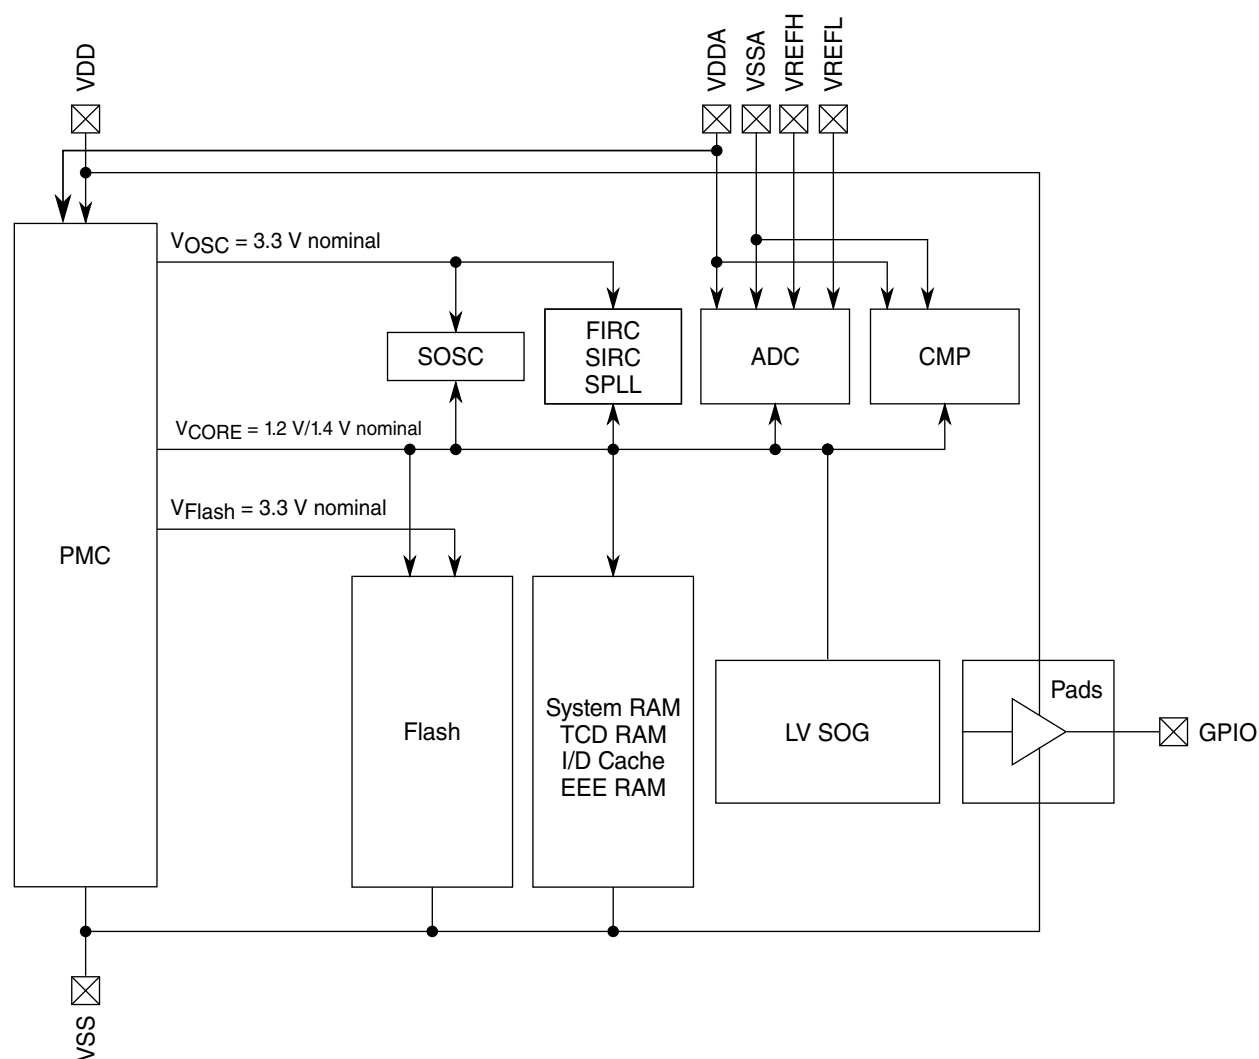 VDD
VDDA
VSSA
VREFH
VREFL
VOSC = 3.3 V nominal
SOSC
FIRC
SIRC
SPLL
ADC
CMP
VCORE = 1.2 V/1.4 V nominal
VFlash = 3.3 V nominal
PMC
Flash
System RAM
TCD RAM
I/D Cache
EEE RAM
LV SOG
Pads
GPIO
VSS